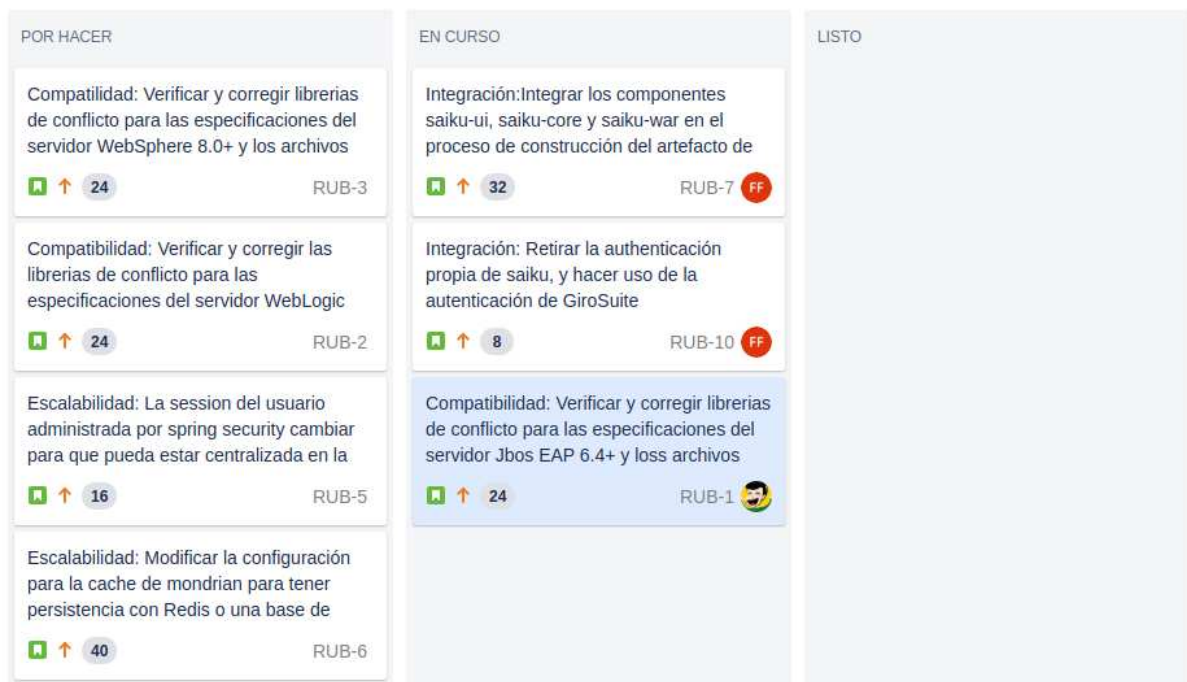 POR HACER
Compatilidad: Verificar y corregir librerias
de conflicto para las especificaciones del
servidor WebSphere 8.0+ y los archivos
24
RUB-3
Compatibilidad: Verificar y corregir las
librerias de conflicto para las
especificaciones del servidor WebLogic
24
RUB-2
Escalabilidad: La session del usuario
administrada por spring security cambiar
para que pueda estar centralizada en la
16
RUB-5
Escalabilidad: Modificar la configuración
para la cache de mondrian para tener
persistencia con Redis o una base de
40
RUB-6
EN CURSO
Integración:Integrar los componentes
saiku-ui, saiku-core y saiku-war en el
proceso de construcción del artefacto de
32
RUB-7 FF
Integración: Retirar la authenticación
propia de saiku, y hacer uso de la
autenticación de GiroSuite
8
RUB-10 FF
Compatibilidad: Verificar y corregir librerias
de conflicto para las especificaciones del
servidor Jbos EAP 6.4+ y loss archivos
24
RUB-1
LISTO